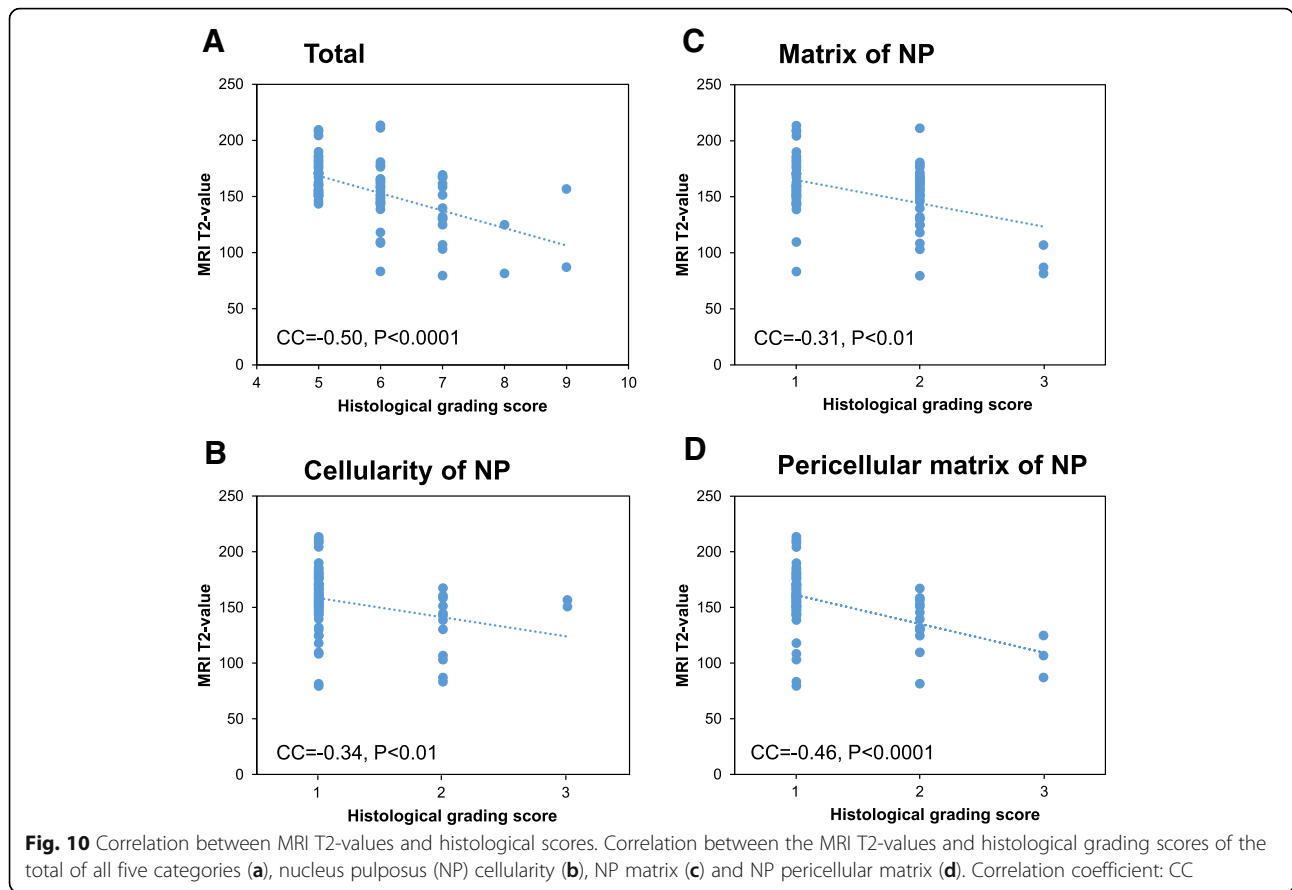 A Total
250
200
150
100
50
0
MRI T2-value
CC=-0.50, P<0.0001
4 5 6 7 8 9 10
Histological grading score
C Matrix of NP
250
200
150
100
50
0
MRI T2-value
CC=-0.31, P<0.01
1 2 3
Histological grading score
B Cellularity of NP
250
200
150
100
50
0
MRI T2-value
CC=-0.34, P<0.01
1 2 3
Histological grading score
D Pericellular matrix of NP
250
200
150
100
50
0
MRI T2-value
CC=-0.46, P<0.0001
1 2 3
Histological grading score
Fig. 10 Correlation between MRI T2-values and histological scores. Correlation between the MRI T2-values and histological grading scores of the
total of all five categories (a), nucleus pulposus (NP) cellularity (b), NP matrix (c) and NP pericellular matrix (d). Correlation coefficient: CC